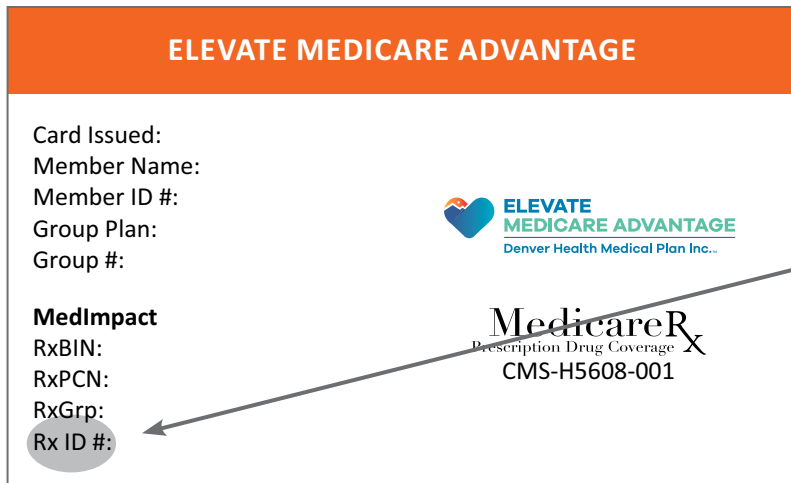 ELEVATE MEDICARE ADVANTAGE
Card Issued:
Member Name:
Member ID #:
Group Plan:
Group #:
ELEVATE
MEDICARE ADVANTAGE
Denver Health Medical Plan Inc.™
MedImpact
RxBIN:
RxPCN:
RxGrp:
Rx ID #:
MedicareRx
Prescription Drug Coverage
CMS-H5608-001